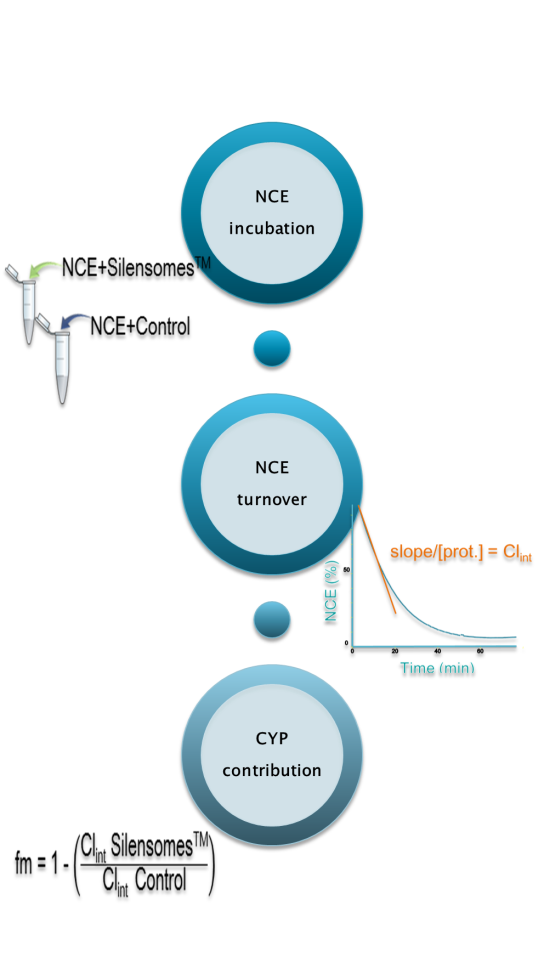 NCE
incubation
NCE+Silensomes™
NCE+Control
NCE
turnover
slope/[prot.] = Clint
NCE (%)
50
0
0 20 40 60
Time (min)
CYP
contribution
fm = 1 - (Clint Silensomes™ / Clint Control)